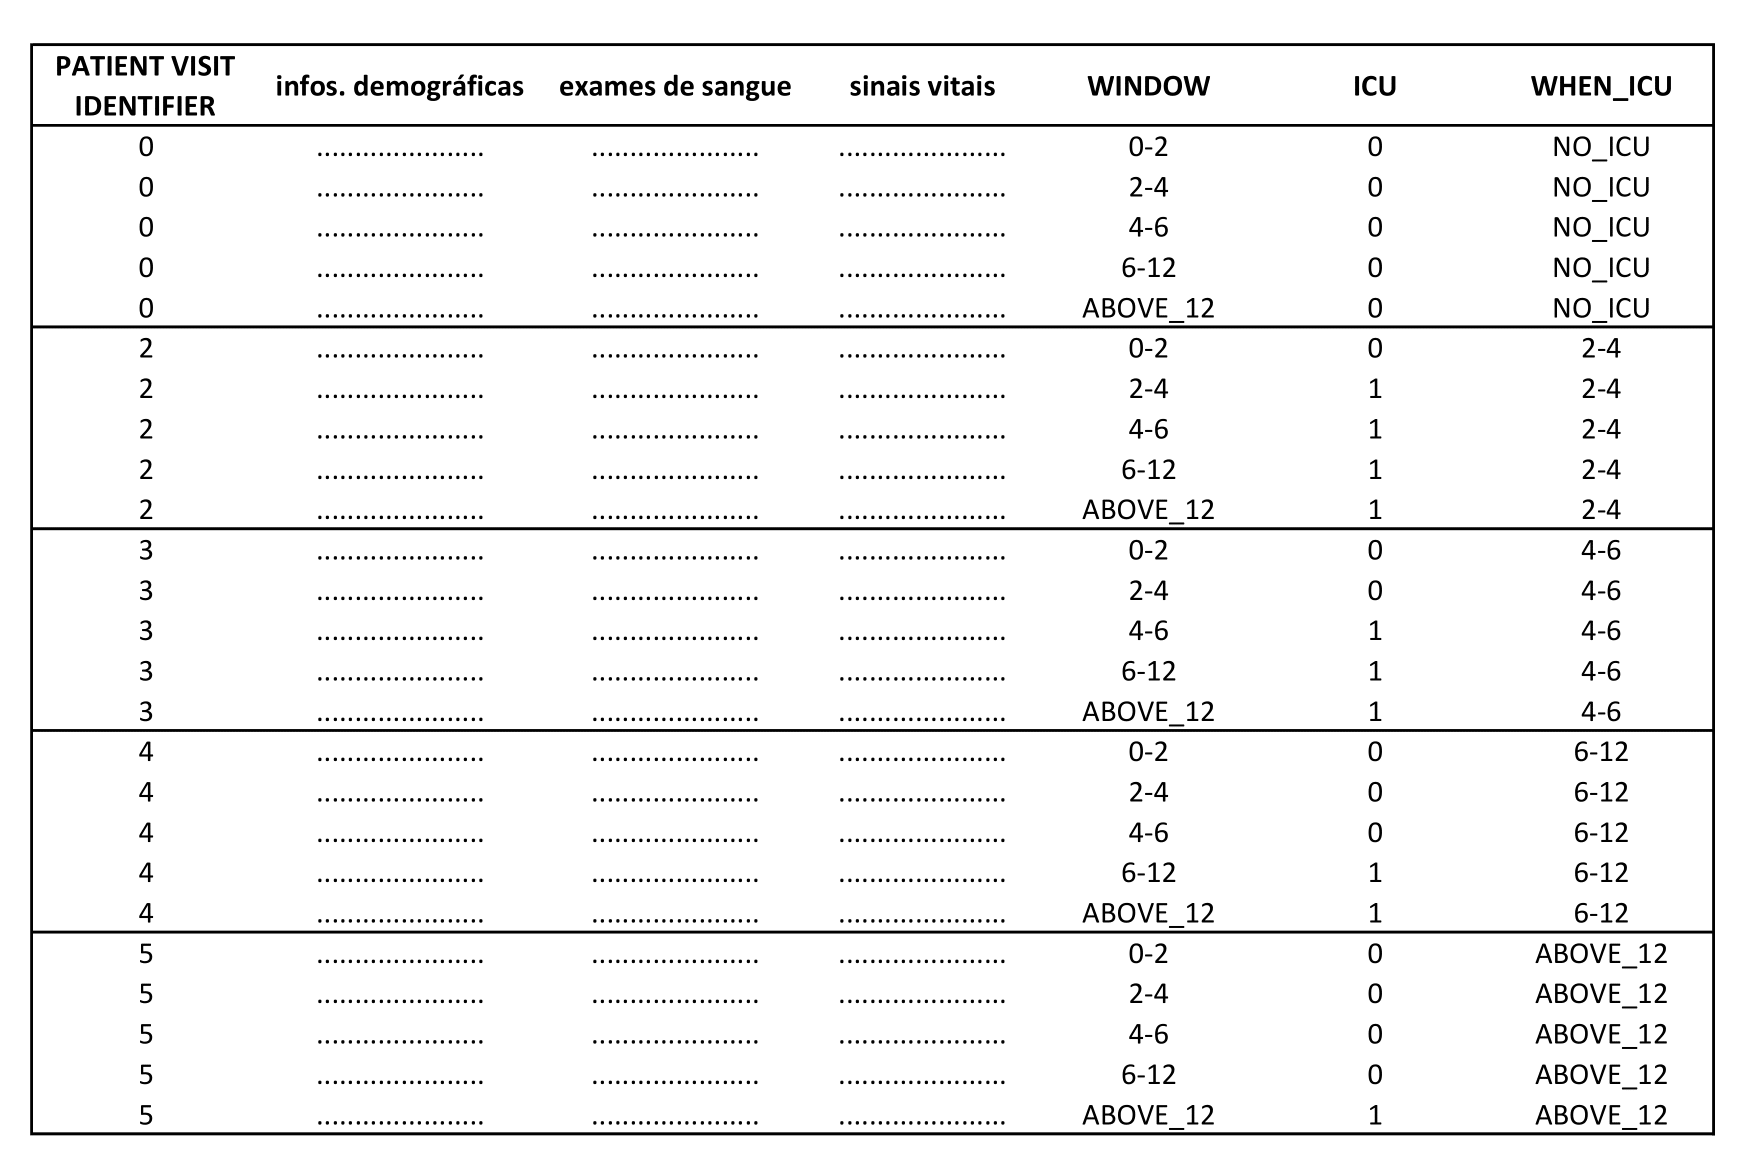 PATIENT VISIT IDENTIFIER infos. demográficas exames de sangue sinais vitais WINDOW ICU WHEN_ICU
0 ...................... ...................... ...................... 0-2 0 NO_ICU
0 ...................... ...................... ...................... 2-4 0 NO_ICU
0 ...................... ...................... ...................... 4-6 0 NO_ICU
0 ...................... ...................... ...................... 6-12 0 NO_ICU
0 ...................... ...................... ...................... ABOVE_12 0 NO_ICU
2 ...................... ...................... ...................... 0-2 0 2-4
2 ...................... ...................... ...................... 2-4 1 2-4
2 ...................... ...................... ...................... 4-6 1 2-4
2 ...................... ...................... ...................... 6-12 1 2-4
2 ...................... ...................... ...................... ABOVE_12 1 2-4
3 ...................... ...................... ...................... 0-2 0 4-6
3 ...................... ...................... ...................... 2-4 0 4-6
3 ...................... ...................... ...................... 4-6 1 4-6
3 ...................... ...................... ...................... 6-12 1 4-6
3 ...................... ...................... ...................... ABOVE_12 1 4-6
4 ...................... ...................... ...................... 0-2 0 6-12
4 ...................... ...................... ...................... 2-4 0 6-12
4 ...................... ...................... ...................... 4-6 0 6-12
4 ...................... ...................... ...................... 6-12 1 6-12
4 ...................... ...................... ...................... ABOVE_12 1 6-12
5 ...................... ...................... ...................... 0-2 0 ABOVE_12
5 ...................... ...................... ...................... 2-4 0 ABOVE_12
5 ...................... ...................... ...................... 4-6 0 ABOVE_12
5 ...................... ...................... ...................... 6-12 0 ABOVE_12
5 ...................... ...................... ...................... ABOVE_12 1 ABOVE_12